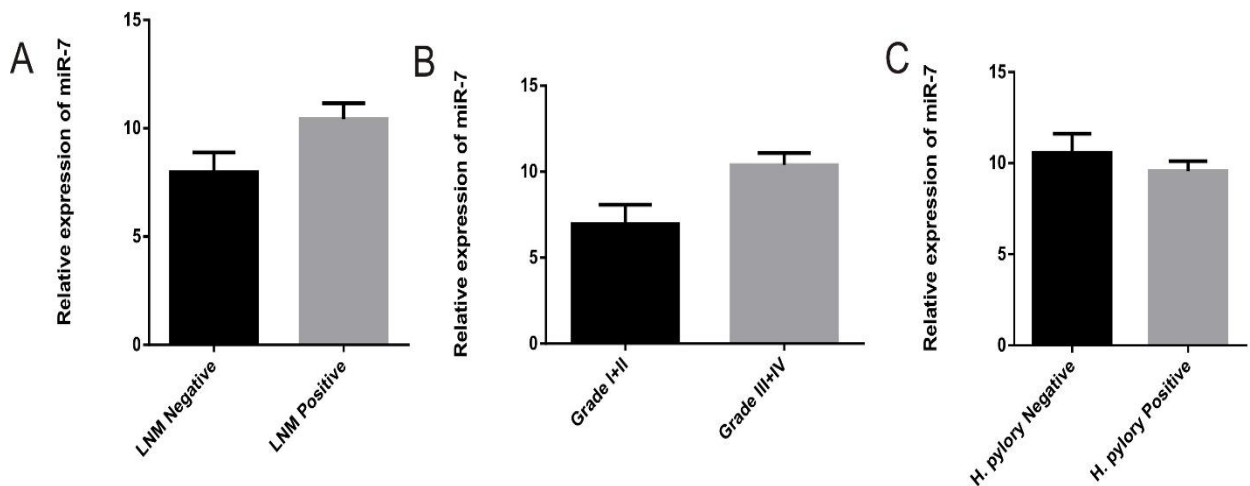 A
Relative expression of miR-7
15
10
5
0
LNM Negative
LNM Positive
B
Relative expression of miR-7
15
10
5
0
Grade I+II
Grade III+IV
C
Relative expression of miR-7
15
10
5
0
H. pylory Negative
H. pylory Positive